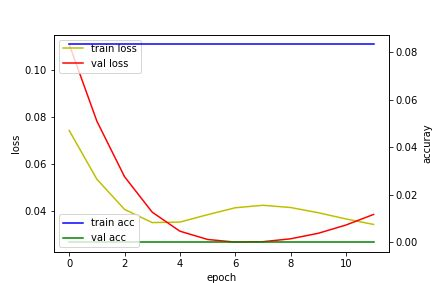 train loss
val loss
0.10
0.08
0.06
0.04
loss
0.08
0.06
0.04
0.02
0.00
accuray
train acc
val acc
0 2 4 6 8 10
epoch